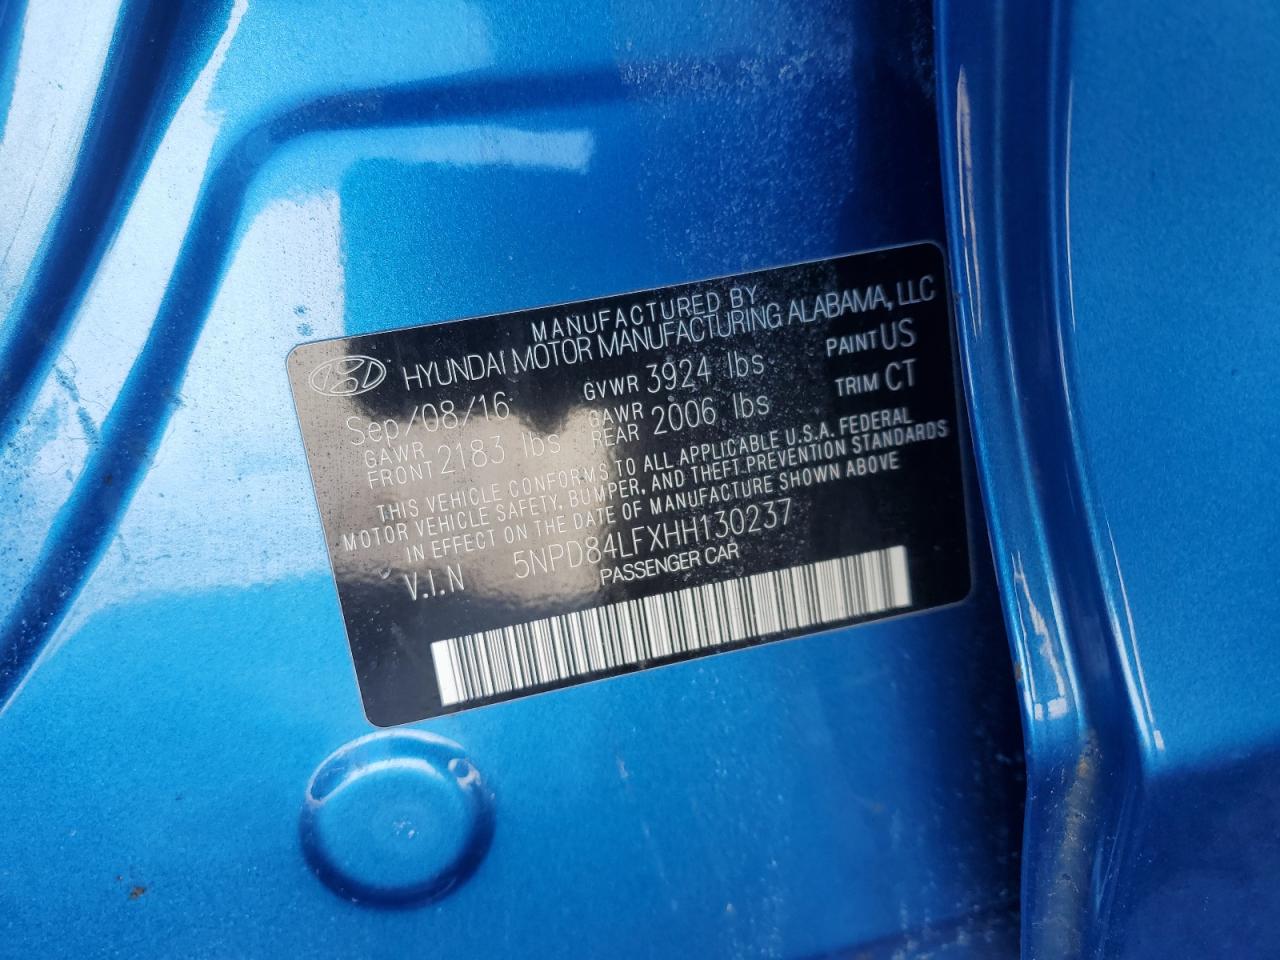 MANUFACTURED BY
HYUNDAI MOTOR MANUFACTURING ALABAMA, LLC
Sep/08/16 GVWR 3924 lbs PAINT US
GAWR FRONT 2183 lbs GAWR REAR 2006 lbs TRIM CT
THIS VEHICLE CONFORMS TO ALL APPLICABLE U.S.A. FEDERAL
MOTOR VEHICLE SAFETY, BUMPER, AND THEFT PREVENTION STANDARDS
IN EFFECT ON THE DATE OF MANUFACTURE SHOWN ABOVE
V.I.N 5NPD84LFXHH130237
PASSENGER CAR